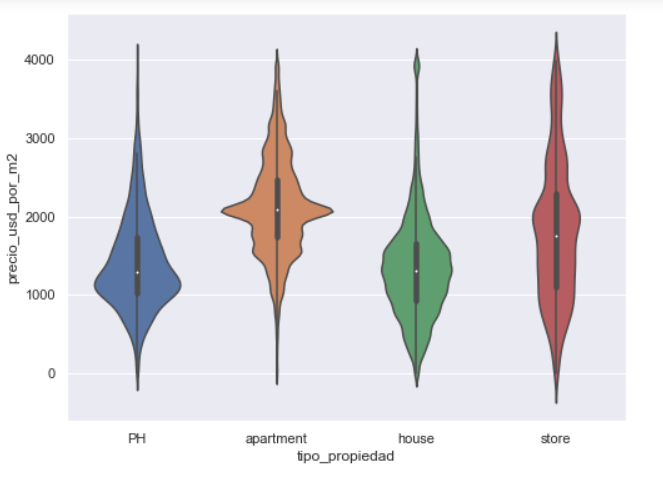 4000
3000
2000
1000
0
precio_usd_por_m2
PH apartment house store
tipo_propiedad